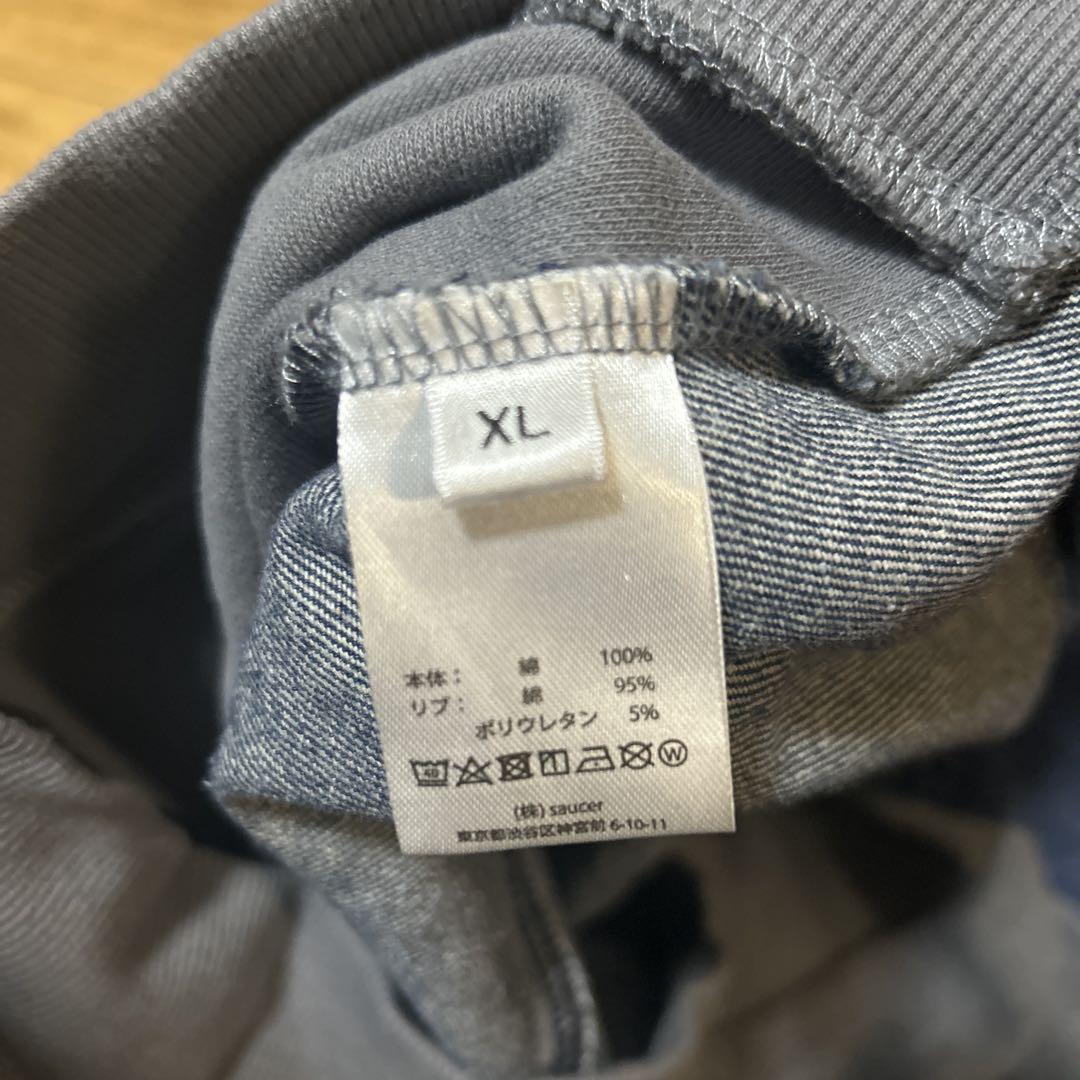 XL
本体： 綿 100%
リブ： 綿 95%
ポリウレタン 5%
40 W
(株) saucer
東京都渋谷区神宮前 6-10-11